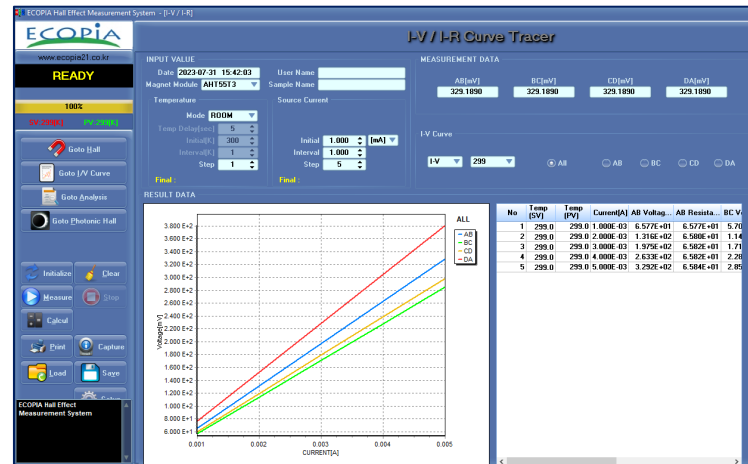 ECOPIA Hall Effect Measurement System - [I-V / I-R]
ECOPIA
www.ecopia21.co.kr
READY
100%
SV:299[K] PV:299[K]
Goto Hall
Goto I/V Curve
Goto Analysis
Goto Photonic Hall
Initialize Clear
Measure Stop
Calcul
Print Capture
Load Save
ECOPIA Hall Effect
Measurement System
I-V / I-R Curve Tracer
INPUT VALUE
Date 2023-07-31 15:42:03 User Name
Magnet Module AHT55T3 Sample Name
Temperature Source Current
Mode ROOM
Temp Delay[sec] 5
Initial[K] 300 Initial 1.000 [mA]
Interval[K] 1 Interval 1.000
Step 1 Step 5
Final : Final :
MEASUREMENT DATA
AB[mV] BC[mV] CD[mV] DA[mV]
329.1890 329.1890 329.1890 329.1890
I-V Curve
I-V 299 All AB BC CD DA
RESULT DATA
ALL
AB
BC
CD
DA
Voltage[mV]
3.800 E+2
3.600 E+2
3.400 E+2
3.200 E+2
3.000 E+2
2.800 E+2
2.600 E+2
2.400 E+2
2.200 E+2
2.000 E+2
1.800 E+2
1.600 E+2
1.400 E+2
1.200 E+2
1.000 E+2
8.000 E+1
6.000 E+1
0.001 0.002 0.003 0.004 0.005
CURRENT[A]
No Temp (SV) Temp (PV) Current[A] AB Voltag... AB Resista... BC V
1 299.0 299.0 1.000E-03 6.577E+01 6.577E+01 5.70
2 299.0 299.0 2.000E-03 1.316E+02 6.580E+01 1.14
3 299.0 299.0 3.000E-03 1.975E+02 6.582E+01 1.71
4 299.0 299.0 4.000E-03 2.633E+02 6.582E+01 2.28
5 299.0 299.0 5.000E-03 3.292E+02 6.584E+01 2.85